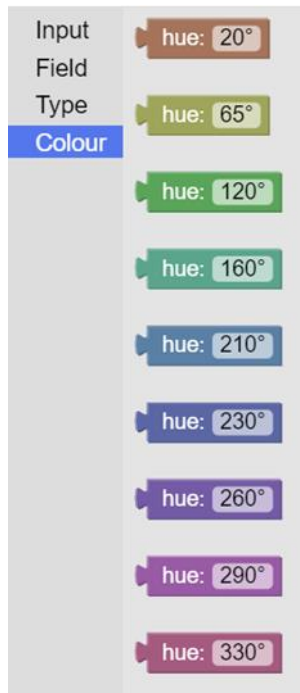 Input
Field
Type
Colour
hue: 20°
hue: 65°
hue: 120°
hue: 160°
hue: 210°
hue: 230°
hue: 260°
hue: 290°
hue: 330°